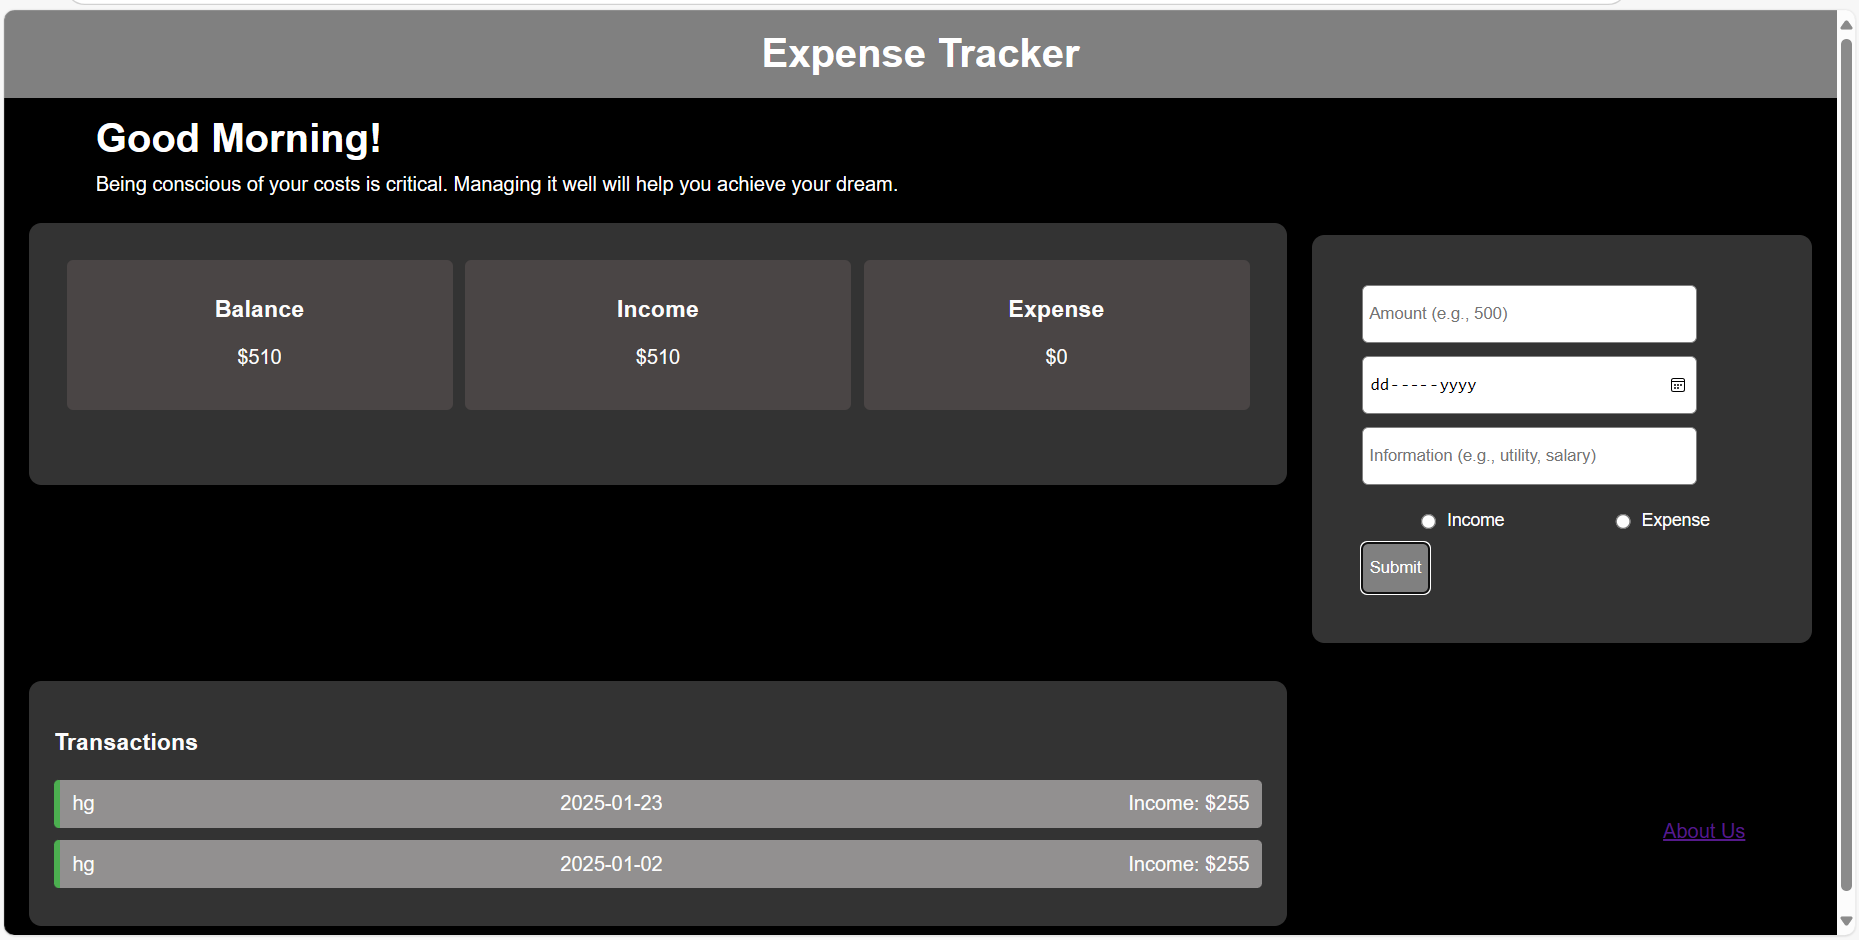 Expense Tracker
Good Morning!
Being conscious of your costs is critical. Managing it well will help you achieve your dream.
Balance
$510
Income
$510
Expense
$0
Amount (e.g., 500)
dd-----yyyy
Information (e.g., utility, salary)
Income Expense
Submit
Transactions
hg 2025-01-23 Income: $255
hg 2025-01-02 Income: $255
About Us